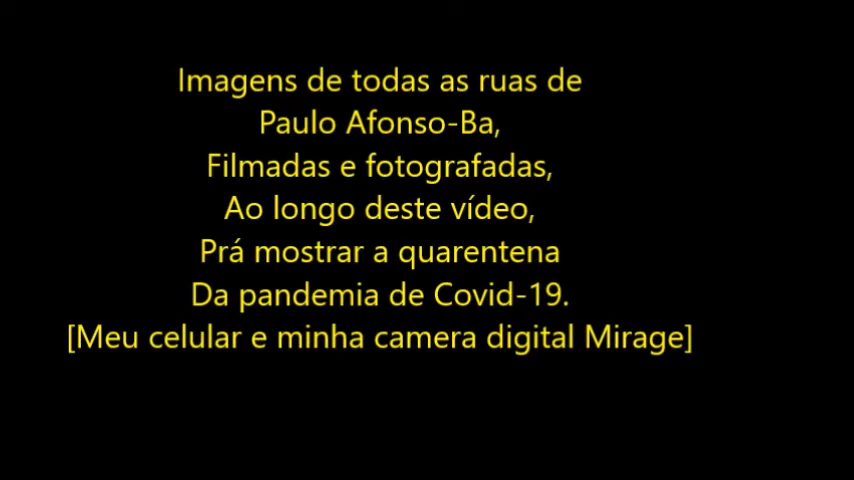 Imagens de todas as ruas de
Paulo Afonso-Ba,
Filmadas e fotografadas,
Ao longo deste vídeo,
Prá mostrar a quarentena
Da pandemia de Covid-19.
[Meu celular e minha camera digital Mirage]